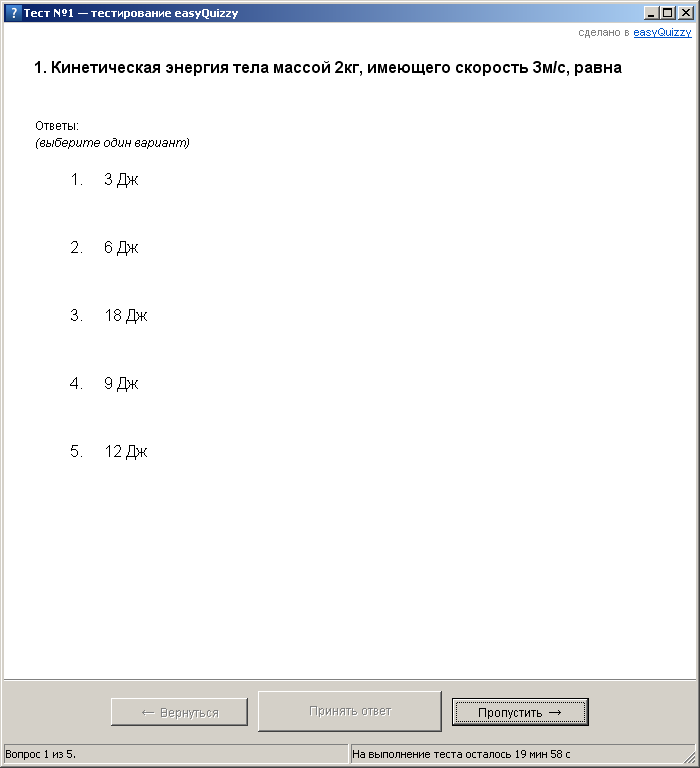 Тест №1 — тестирование easyQuizzy
сделано в easyQuizzy
1. Кинетическая энергия тела массой 2кг, имеющего скорость 3м/с, равна
Ответы:
(выберите один вариант)
1. 3 Дж
2. 6 Дж
3. 18 Дж
4. 9 Дж
5. 12 Дж
← Вернуться
Принять ответ
Пропустить →
Вопрос 1 из 5.
На выполнение теста осталось 19 мин 58 с